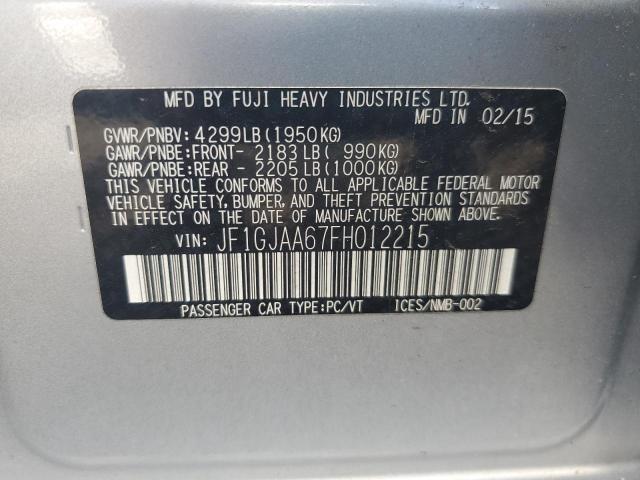 MFD BY FUJI HEAVY INDUSTRIES LTD.
MFD IN 02/15
GVWR/PNBV: 4299LB(1950KG)
GAWR/PNBE:FRONT- 2183LB( 990KG)
GAWR/PNBE:REAR - 2205LB(1000KG)
THIS VEHICLE CONFORMS TO ALL APPLICABLE FEDERAL MOTOR
VEHICLE SAFETY, BUMPER, AND THEFT PREVENTION STANDARDS
IN EFFECT ON THE DATE OF MANUFACTURE SHOWN ABOVE.
VIN: JF1GJAA67FH012215
PASSENGER CAR TYPE:PC/VT ICES/NMB-002